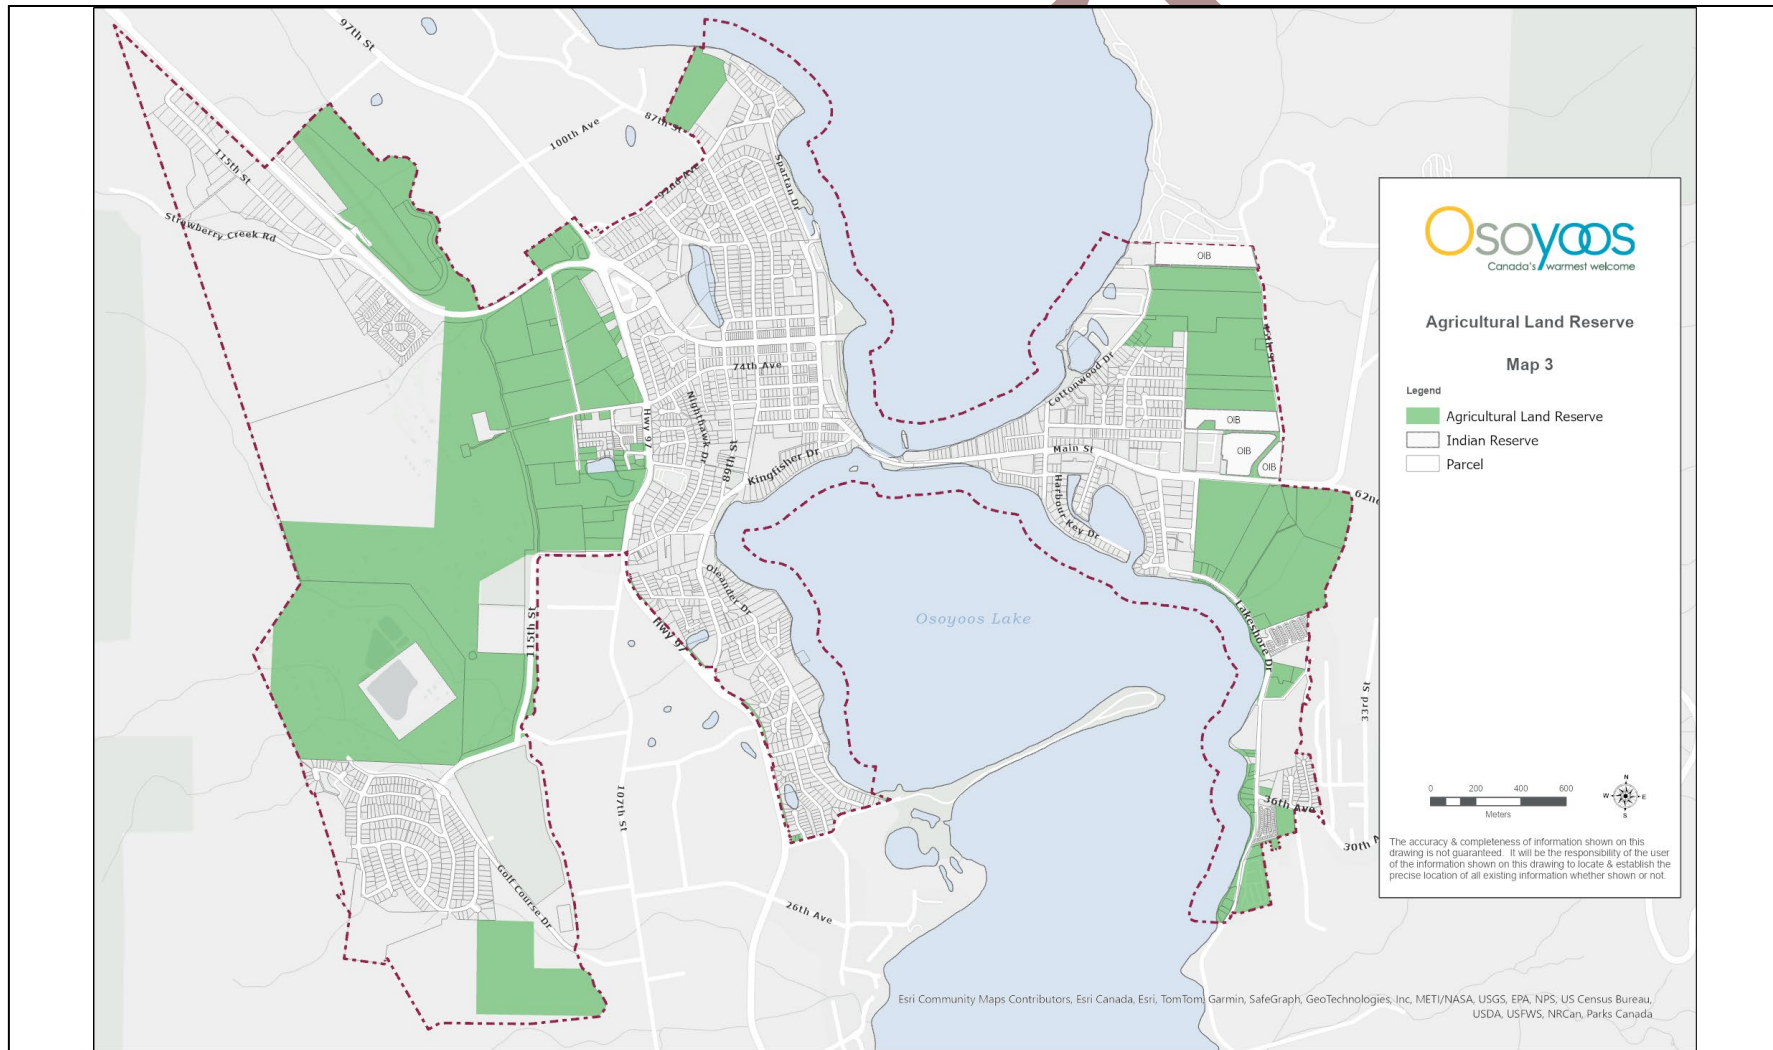 97th St
100th Ave
87th St
92nd Ave
Spartan Dr
115th St
Strawberry Creek Rd
74th Ave
Nighthawk Dr
Hwy 97
89th St
Kingfisher Dr
Cottonwood Dr
45th St
OIB
OIB
OIB
OIB
Main St
Harbour Key Dr
62nd
Oleander Dr
Hwy 97
115th St
Osoyoos Lake
Lakeshore Dr
33rd St
36th Ave
30th A
107th St
Golf Course Dr
26th Ave
Osoyoos
Canada's warmest welcome
Agricultural Land Reserve
Map 3
Legend
Agricultural Land Reserve
Indian Reserve
Parcel
0 200 400 600
Meters
N
W E
S
The accuracy & completeness of information shown on this
drawing is not guaranteed. It will be the responsibility of the user
of the information shown on this drawing to locate & establish the
precise location of all existing information whether shown or not.
Esri Community Maps Contributors, Esri Canada, Esri, TomTom, Garmin, SafeGraph, GeoTechnologies, Inc, METI/NASA, USGS, EPA, NPS, US Census Bureau,
USDA, USFWS, NRCan, Parks Canada